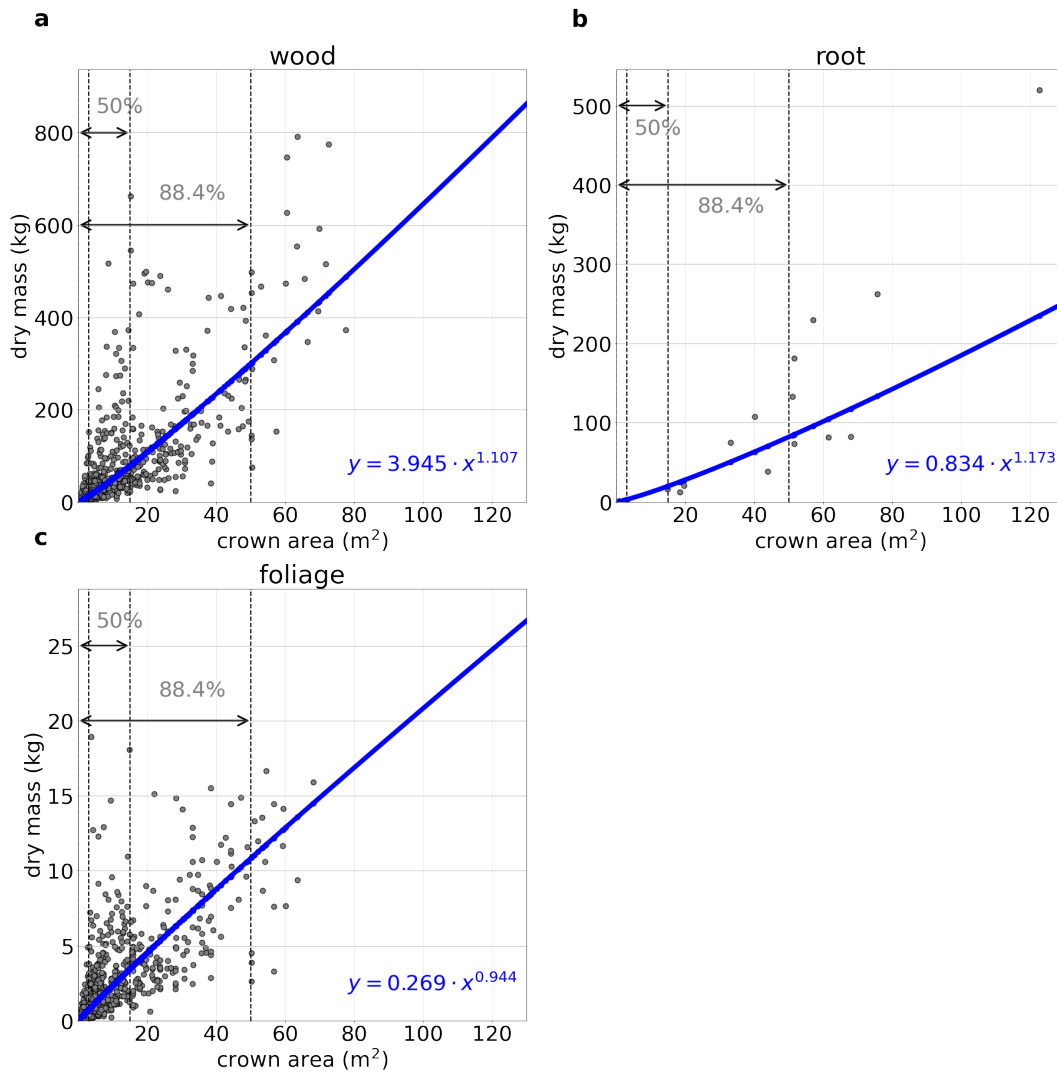 a
wood
50%
88.4%
800
600
400
200
0
dry mass (kg)
y = 3.945 · x^1.107
20 40 60 80 100 120
crown area (m²)
b
root
50%
88.4%
500
400
300
200
100
0
dry mass (kg)
y = 0.834 · x^1.173
20 40 60 80 100 120
crown area (m²)
c
foliage
50%
88.4%
25
20
15
10
5
0
dry mass (kg)
y = 0.269 · x^0.944
20 40 60 80 100 120
crown area (m²)